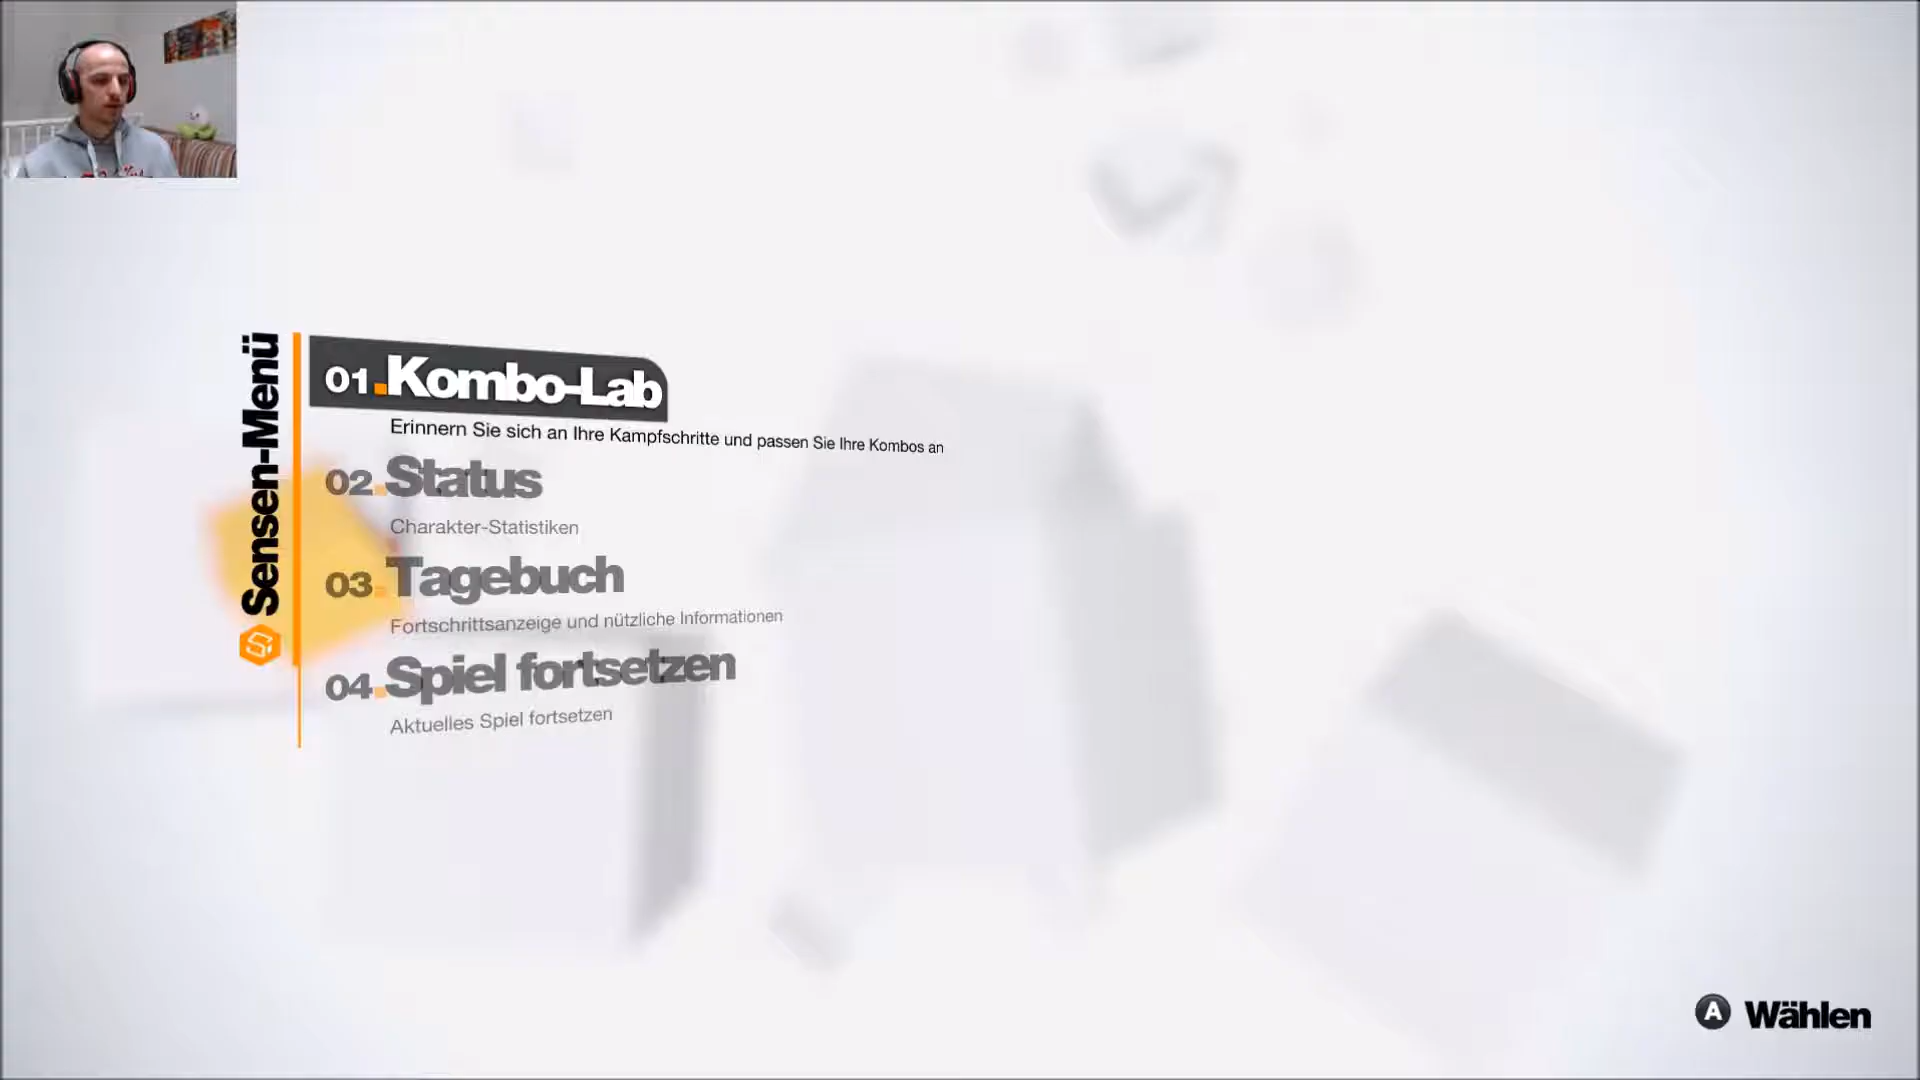 Sensen-Menü
01.Kombo-Lab
Erinnern Sie sich an Ihre Kampfschritte und passen Sie Ihre Kombos an
02.Status
Charakter-Statistiken
03.Tagebuch
Fortschrittsanzeige und nützliche Informationen
04.Spiel fortsetzen
Aktuelles Spiel fortsetzen
A Wählen